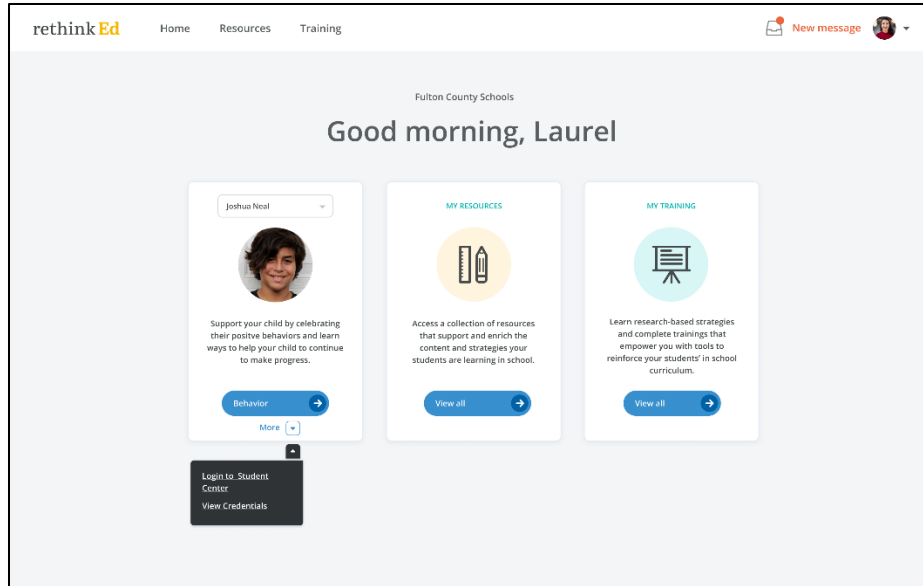 rethink Ed
Home
Resources
Training
New message
Fulton County Schools
Good morning, Laurel
Joshua Neal
Support your child by celebrating
their positve behaviors and learn
ways to help your child to continue
to make progress.
Behavior
More
Login to Student
Center
View Credentials
MY RESOURCES
Access a collection of resources
that support and enrich the
content and strategies your
students are learning in school.
View all
MY TRAINING
Learn research-based strategies
and complete trainings that
empower you with tools to
reinforce your students' in school
curriculum.
View all